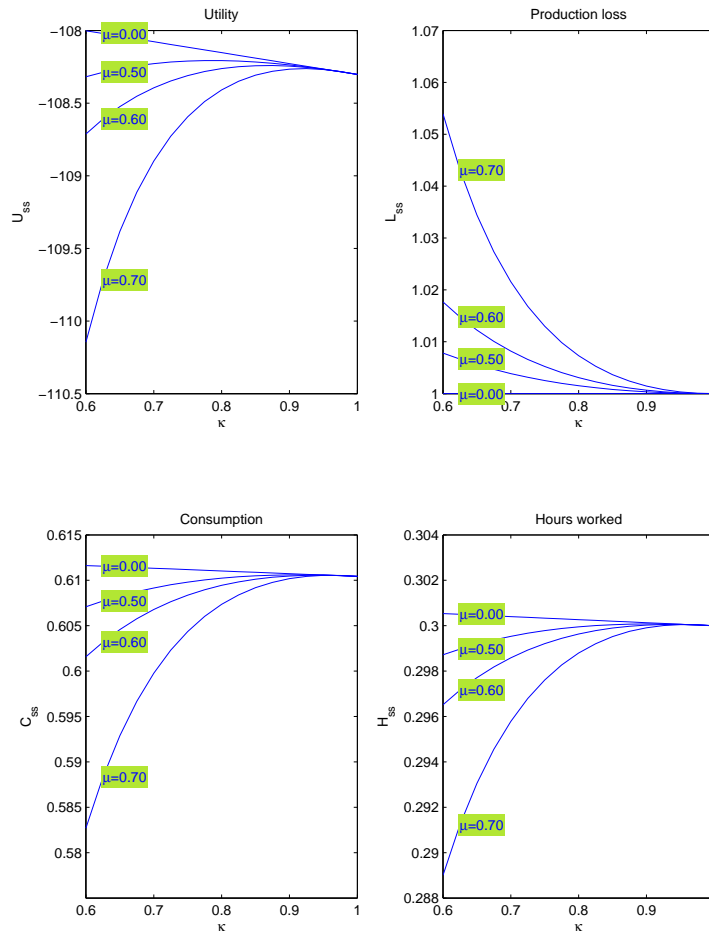 Utility
−108
−108.5
−109
−109.5
−110
−110.5
U_ss
μ=0.00
μ=0.50
μ=0.60
μ=0.70
0.6 0.7 0.8 0.9 1
κ
Production loss
1.07
1.06
1.05
1.04
1.03
1.02
1.01
1
L_ss
μ=0.70
μ=0.60
μ=0.50
μ=0.00
0.6 0.7 0.8 0.9
κ
Consumption
0.615
0.61
0.605
0.6
0.595
0.59
0.585
0.58
C_ss
μ=0.00
μ=0.50
μ=0.60
μ=0.70
0.6 0.7 0.8 0.9 1
κ
Hours worked
0.304
0.302
0.3
0.298
0.296
0.294
0.292
0.29
0.288
H_ss
μ=0.00
μ=0.50
μ=0.60
μ=0.70
0.6 0.7 0.8 0.9
κ